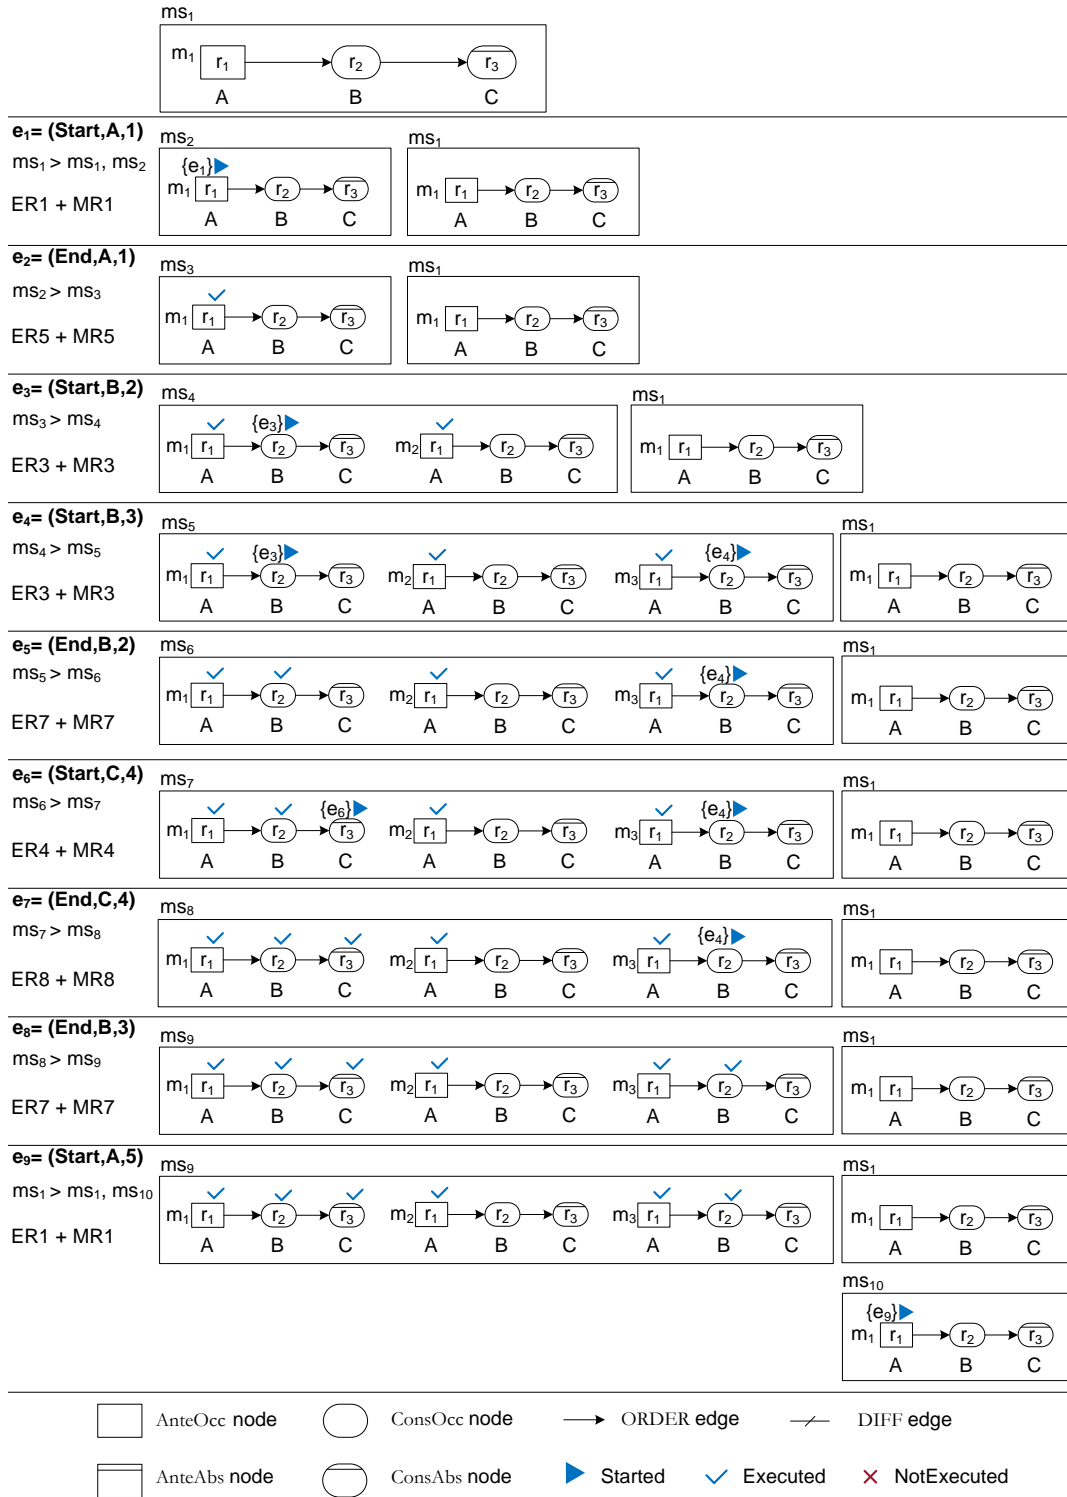 ms1
m1 r1 r2 r3
A B C
e1= (Start,A,1) ms2 ms1
ms1 > ms1, ms2 {e1}
m1 r1 r2 r3 m1 r1 r2 r3
ER1 + MR1 A B C A B C
e2= (End,A,1) ms3 ms1
ms2 > ms3
m1 r1 r2 r3 m1 r1 r2 r3
ER5 + MR5 A B C A B C
e3= (Start,B,2) ms4 ms1
ms3 > ms4 {e3}
m1 r1 r2 r3 m2 r1 r2 r3 m1 r1 r2 r3
ER3 + MR3 A B C A B C A B C
e4= (Start,B,3) ms5 ms1
ms4 > ms5 {e3} {e4}
m1 r1 r2 r3 m2 r1 r2 r3 m3 r1 r2 r3 m1 r1 r2 r3
ER3 + MR3 A B C A B C A B C A B C
e5= (End,B,2) ms6 ms1
ms5 > ms6 {e4}
m1 r1 r2 r3 m2 r1 r2 r3 m3 r1 r2 r3 m1 r1 r2 r3
ER7 + MR7 A B C A B C A B C A B C
e6= (Start,C,4) ms7 ms1
ms6 > ms7 {e6} {e4}
m1 r1 r2 r3 m2 r1 r2 r3 m3 r1 r2 r3 m1 r1 r2 r3
ER4 + MR4 A B C A B C A B C A B C
e7= (End,C,4) ms8 ms1
ms7 > ms8 {e4}
m1 r1 r2 r3 m2 r1 r2 r3 m3 r1 r2 r3 m1 r1 r2 r3
ER8 + MR8 A B C A B C A B C A B C
e8= (End,B,3) ms9 ms1
ms8 > ms9
m1 r1 r2 r3 m2 r1 r2 r3 m3 r1 r2 r3 m1 r1 r2 r3
ER7 + MR7 A B C A B C A B C A B C
e9= (Start,A,5) ms9 ms1
ms1 > ms1, ms10
m1 r1 r2 r3 m2 r1 r2 r3 m3 r1 r2 r3 m1 r1 r2 r3
ER1 + MR1 A B C A B C A B C A B C
ms10
{e9}
m1 r1 r2 r3
A B C
AnteOcc node ConsOcc node ORDER edge DIFF edge
AnteAbs node ConsAbs node Started Executed NotExecuted